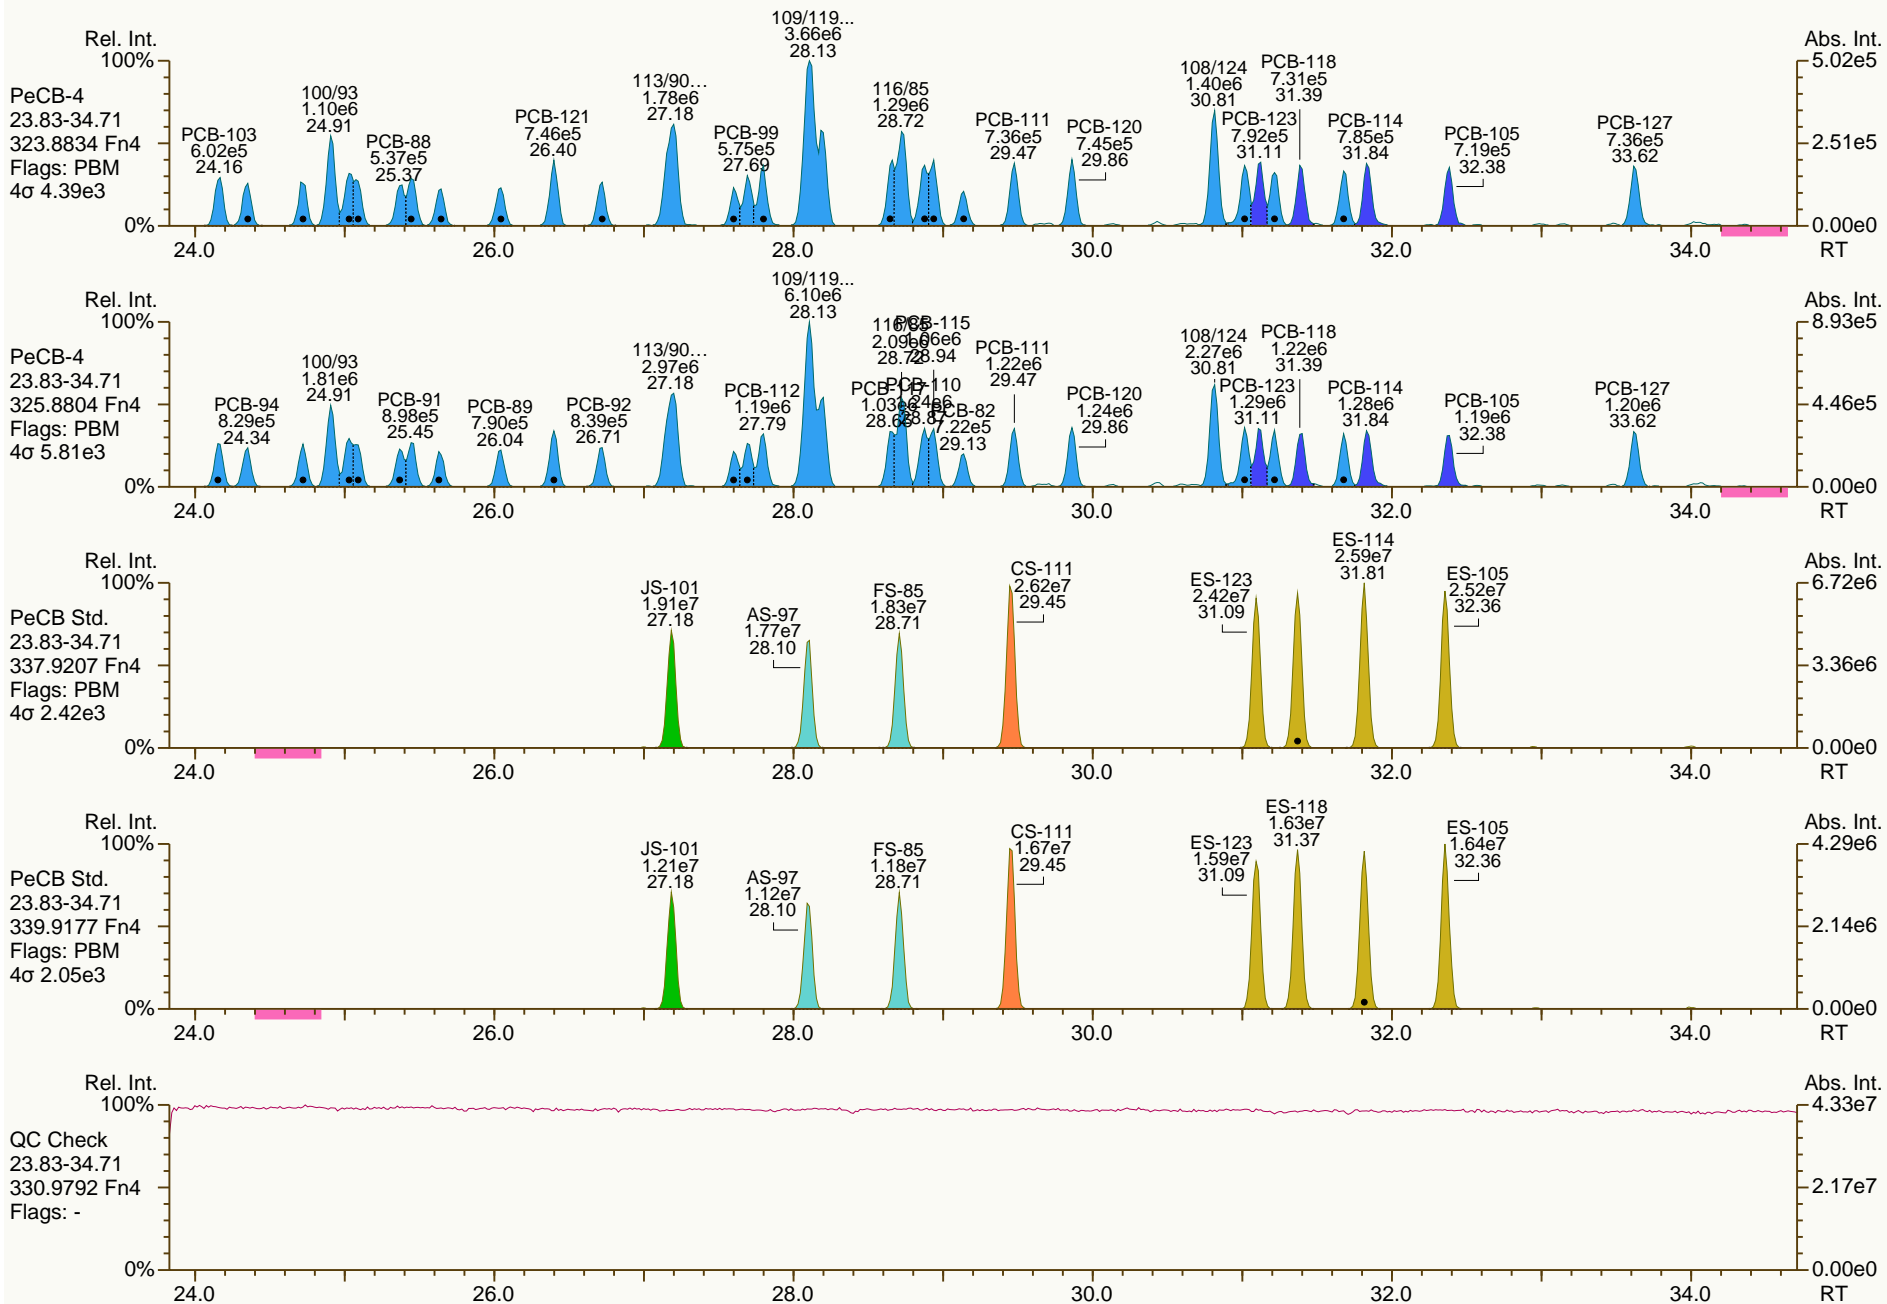 Rel. Int.
100%
0%
PeCB-4
23.83-34.71
323.8834 Fn4
Flags: PBM
4σ 4.39e3
PCB-103
6.02e5
24.16
100/93
1.10e6
24.91
PCB-88
5.37e5
25.37
PCB-121
7.46e5
26.40
113/90...
1.78e6
27.18
PCB-99
5.75e5
27.69
109/119...
3.66e6
28.13
116/85
1.29e6
28.72
PCB-111
7.36e5
29.47
PCB-120
7.45e5
29.86
108/124
1.40e6
30.81
PCB-123
7.92e5
31.11
PCB-118
7.31e5
31.39
PCB-114
7.85e5
31.84
PCB-105
7.19e5
32.38
PCB-127
7.36e5
33.62
Abs. Int.
5.02e5
2.51e5
0.00e0
24.0 26.0 28.0 30.0 32.0 34.0 RT
Rel. Int.
100%
0%
PeCB-4
23.83-34.71
325.8804 Fn4
Flags: PBM
4σ 5.81e3
PCB-94
8.29e5
24.34
100/93
1.81e6
24.91
PCB-91
8.98e5
25.45
PCB-89
7.90e5
26.04
PCB-92
8.39e5
26.71
113/90...
2.97e6
27.18
PCB-112
1.19e6
27.79
109/119...
6.10e6
28.13
116/85
2.09e6
28.72
PCB-115
1.06e6
28.94
PCB-110
28.87
PCB-82
7.22e5
29.13
PCB-111
1.22e6
29.47
PCB-120
1.24e6
29.86
108/124
2.27e6
30.81
PCB-123
1.29e6
31.11
PCB-118
1.22e6
31.39
PCB-114
1.28e6
31.84
PCB-105
1.19e6
32.38
PCB-127
1.20e6
33.62
Abs. Int.
8.93e5
4.46e5
0.00e0
24.0 26.0 28.0 30.0 32.0 34.0 RT
Rel. Int.
100%
0%
PeCB Std.
23.83-34.71
337.9207 Fn4
Flags: PBM
4σ 2.42e3
JS-101
1.91e7
27.18
AS-97
1.77e7
28.10
FS-85
1.83e7
28.71
CS-111
2.62e7
29.45
ES-123
2.42e7
31.09
ES-114
2.59e7
31.81
ES-105
2.52e7
32.36
Abs. Int.
6.72e6
3.36e6
0.00e0
24.0 26.0 28.0 30.0 32.0 34.0 RT
Rel. Int.
100%
0%
PeCB Std.
23.83-34.71
339.9177 Fn4
Flags: PBM
4σ 2.05e3
JS-101
1.21e7
27.18
AS-97
1.12e7
28.10
FS-85
1.18e7
28.71
CS-111
1.67e7
29.45
ES-123
1.59e7
31.09
ES-118
1.63e7
31.37
ES-105
1.64e7
32.36
Abs. Int.
4.29e6
2.14e6
0.00e0
24.0 26.0 28.0 30.0 32.0 34.0 RT
Rel. Int.
100%
0%
QC Check
23.83-34.71
330.9792 Fn4
Flags: -
Abs. Int.
4.33e7
2.17e7
0.00e0
24.0 26.0 28.0 30.0 32.0 34.0 RT